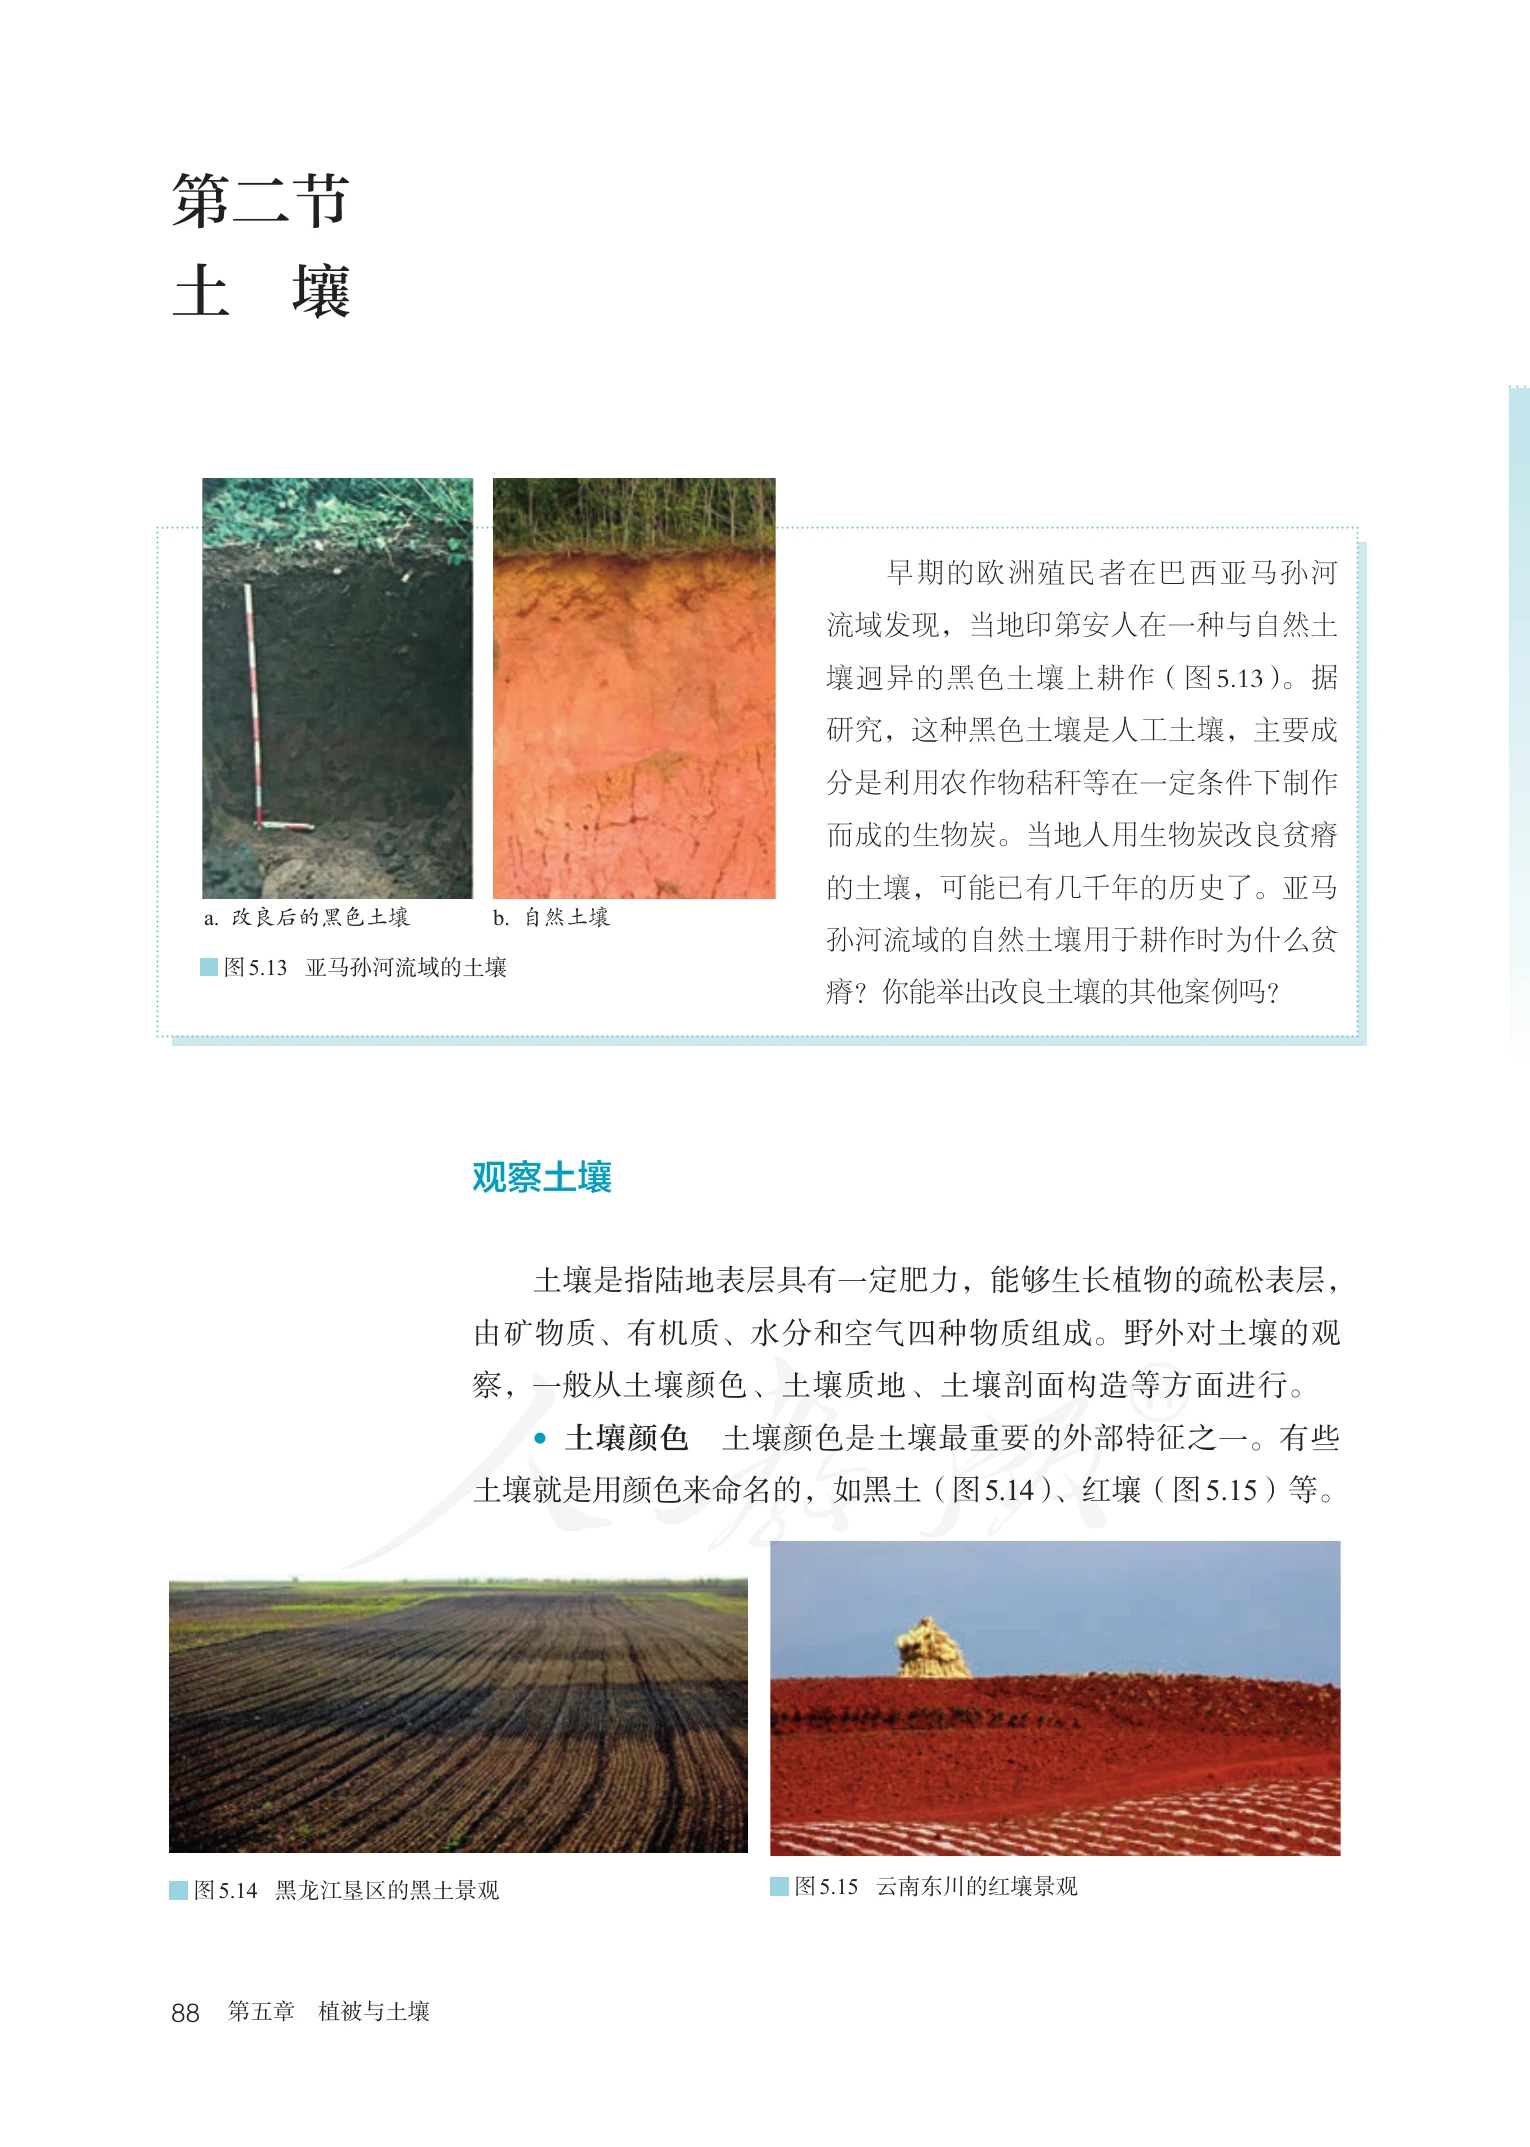 第二节
土 壤
早期的欧洲殖民者在巴西亚马孙河
流域发现，当地印第安人在一种与自然土
壤迥异的黑色土壤上耕作（图5.13）。据
研究，这种黑色土壤是人工土壤，主要成
分是利用农作物秸秆等在一定条件下制作
而成的生物炭。当地人用生物炭改良贫瘠
的土壤，可能已有几千年的历史了。亚马
孙河流域的自然土壤用于耕作时为什么贫
瘠？你能举出改良土壤的其他案例吗？
a. 改良后的黑色土壤
b. 自然土壤
图5.13 亚马孙河流域的土壤
观察土壤
土壤是指陆地表层具有一定肥力，能够生长植物的疏松表层，
由矿物质、有机质、水分和空气四种物质组成。野外对土壤的观
察，一般从土壤颜色、土壤质地、土壤剖面构造等方面进行。
• 土壤颜色 土壤颜色是土壤最重要的外部特征之一。有些
土壤就是用颜色来命名的，如黑土（图5.14）、红壤（图5.15）等。
人教领®
图5.14 黑龙江垦区的黑土景观
图5.15 云南东川的红壤景观
88 第五章 植被与土壤